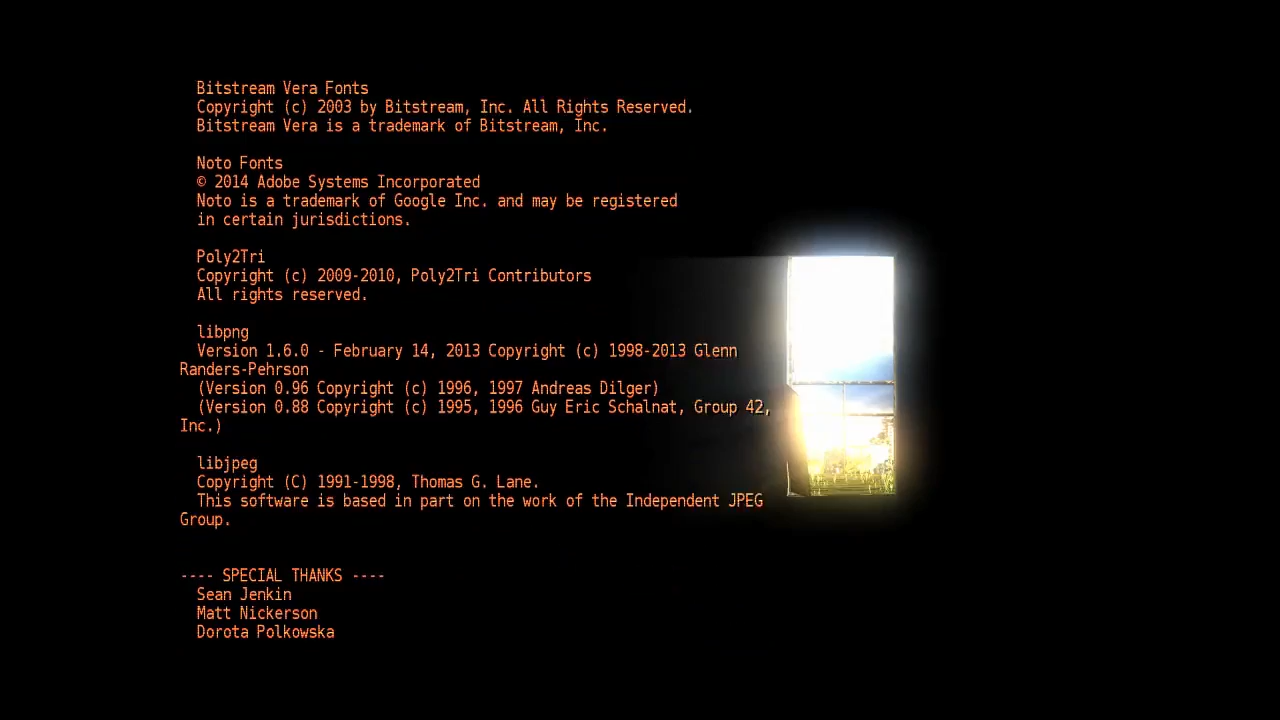 Bitstream Vera Fonts
Copyright (c) 2003 by Bitstream, Inc. All Rights Reserved.
Bitstream Vera is a trademark of Bitstream, Inc.
Noto Fonts
© 2014 Adobe Systems Incorporated
Noto is a trademark of Google Inc. and may be registered
in certain jurisdictions.
Poly2Tri
Copyright (c) 2009-2010, Poly2Tri Contributors
All rights reserved.
libpng
Version 1.6.0 - February 14, 2013 Copyright (c) 1998-2013 Glenn
Randers-Pehrson
(Version 0.96 Copyright (c) 1996, 1997 Andreas Dilger)
(Version 0.88 Copyright (c) 1995, 1996 Guy Eric Schalnat, Group 42,
Inc.)
libjpeg
Copyright (C) 1991-1998, Thomas G. Lane.
This software is based in part on the work of the Independent JPEG
Group.
---- SPECIAL THANKS ----
Sean Jenkin
Matt Nickerson
Dorota Polkowska